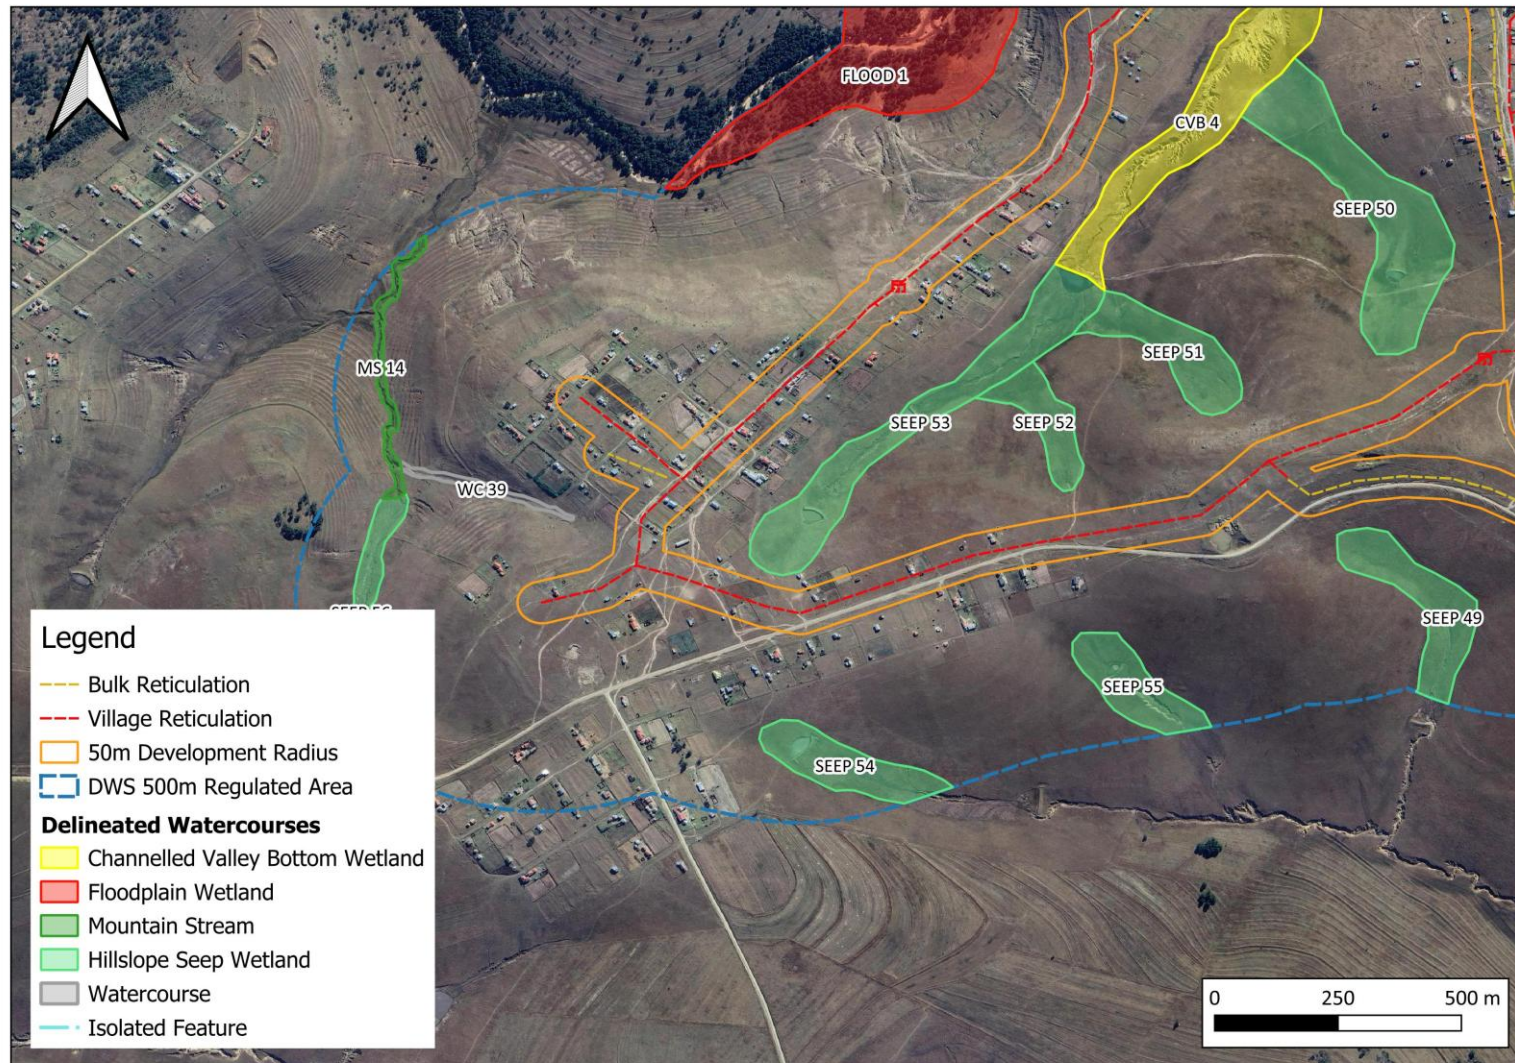 FLOOD 1
CVB 4
SEEP 50
SEEP 51
MS 14
SEEP 53
SEEP 52
WC 39
SEEP 56
SEEP 49
SEEP 55
SEEP 54
Legend
Bulk Reticulation
Village Reticulation
50m Development Radius
DWS 500m Regulated Area
Delineated Watercourses
Channelled Valley Bottom Wetland
Floodplain Wetland
Mountain Stream
Hillslope Seep Wetland
Watercourse
Isolated Feature
0 250 500 m